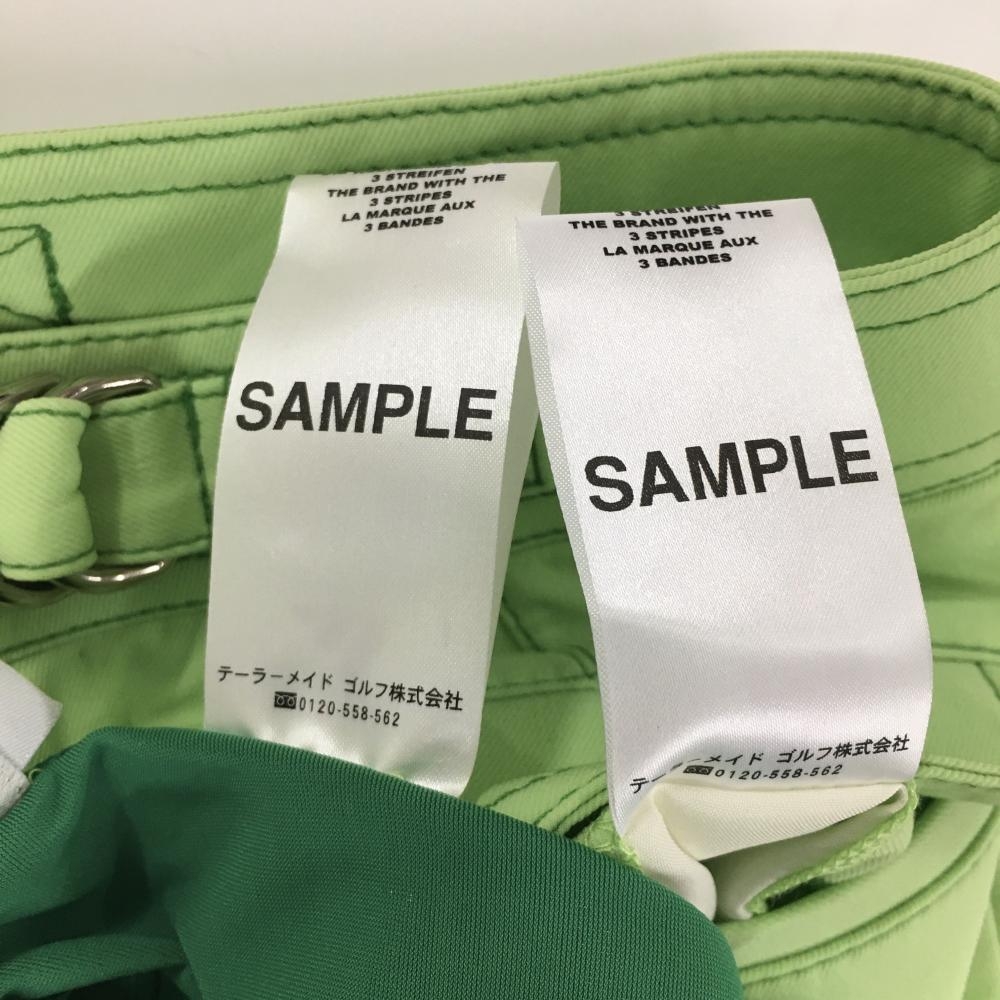 3 STREIFEN
THE BRAND WITH THE
3 STRIPES
LA MARQUE AUX
3 BANDES
SAMPLE
テーラーメイド ゴルフ株式会社
0120-558-562
3 STREIFEN
THE BRAND WITH THE
3 STRIPES
LA MARQUE AUX
3 BANDES
SAMPLE
テーラーメイド ゴルフ株式会社
0120-558-562